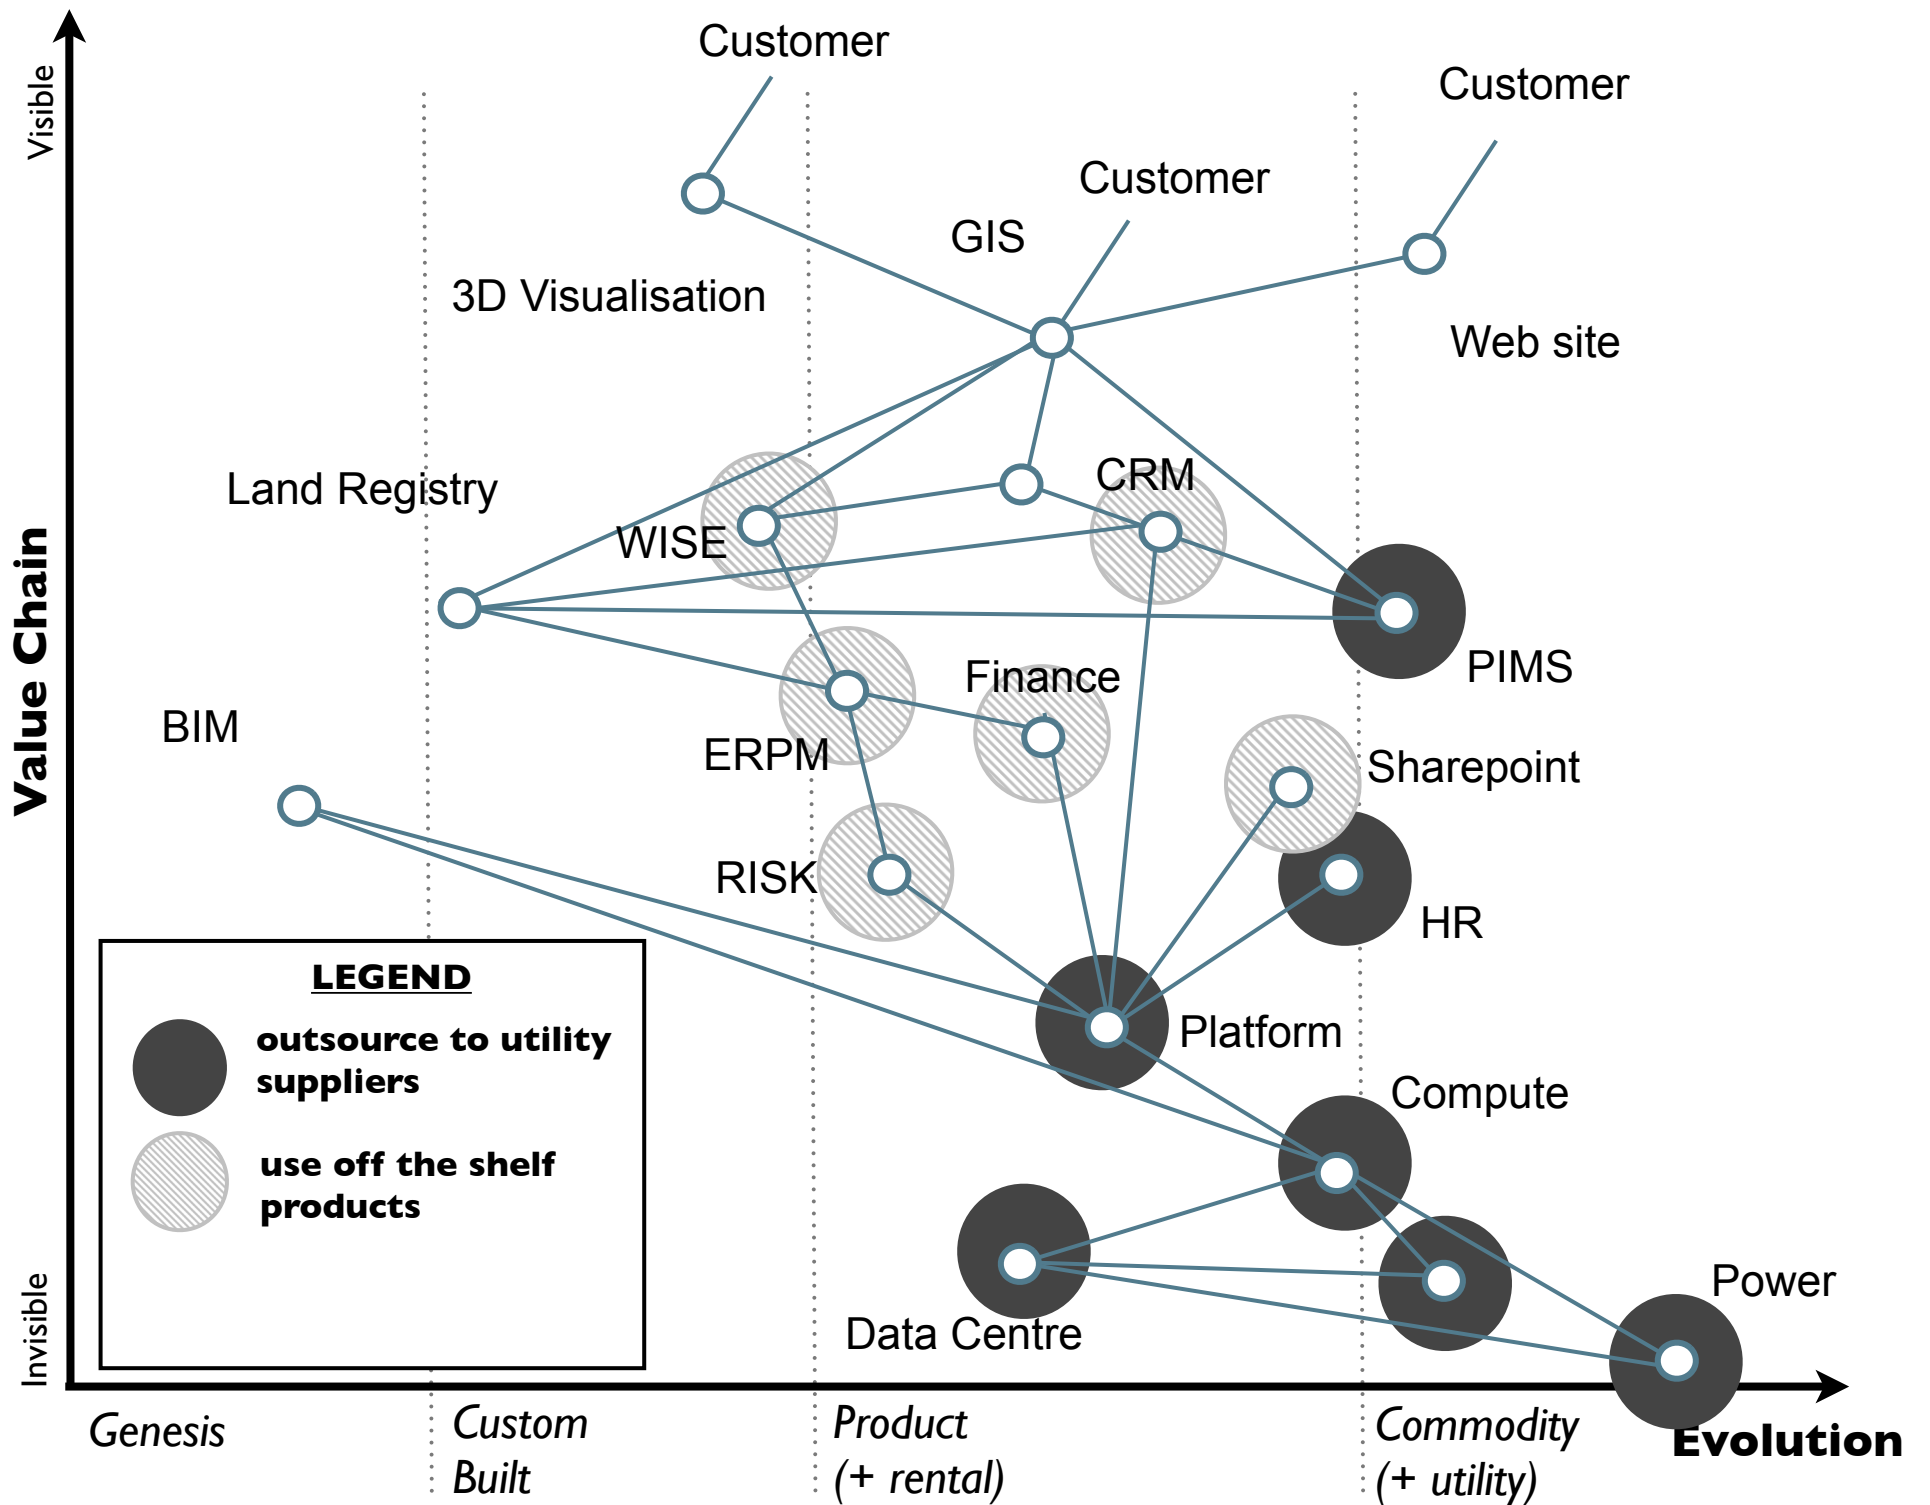 Customer
Customer
Visible
Customer
GIS
3D Visualisation
Web site
CRM
Land Registry
WISE
Value Chain
PIMS
Finance
BIM
ERPM
Sharepoint
RISK
HR
LEGEND
outsource to utility
suppliers
Platform
Compute
use off the shelf
products
Power
Data Centre
Invisible
Genesis
Custom
Built
Product
(+ rental)
Commodity
(+ utility)
Evolution